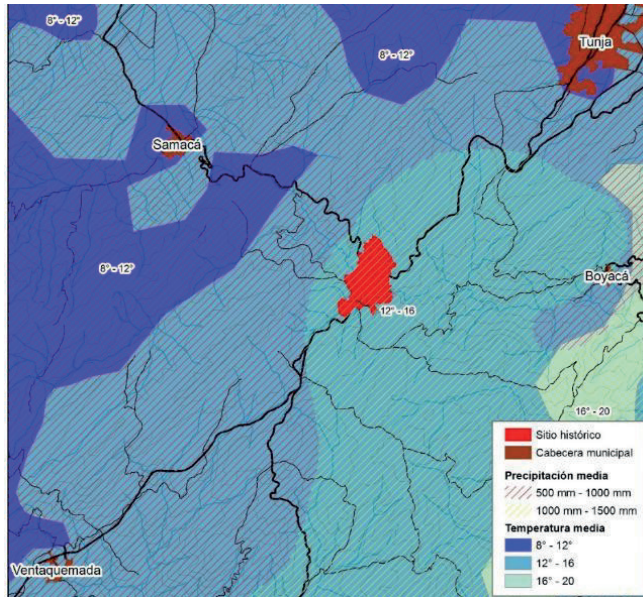 8° - 12°
8° - 12°
Tunja
Samacá
8° - 12°
Boyacá
12° - 16
16° - 20
Ventaquemada
Sitio histórico
Cabecera municipal
Precipitación media
500 mm - 1000 mm
1000 mm - 1500 mm
Temperatura media
8° - 12°
12° - 16
16° - 20